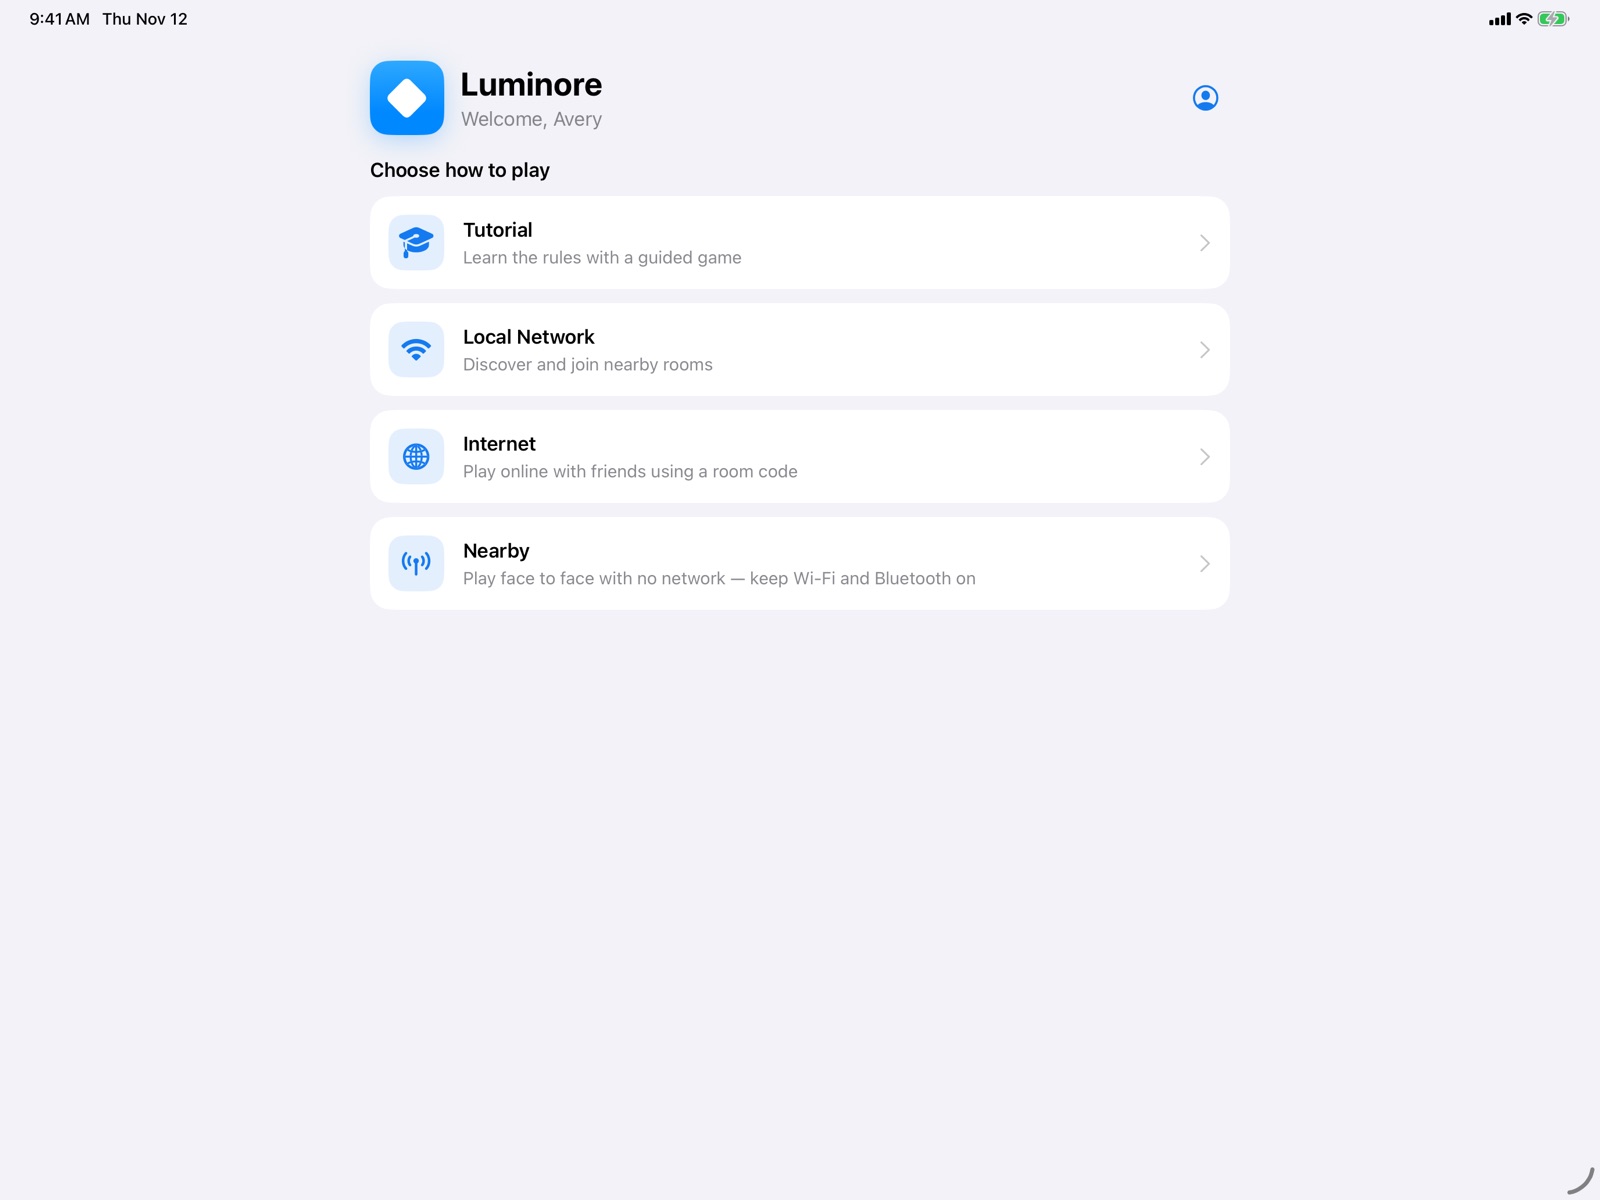 9:41 AM Thu Nov 12
Luminore
Welcome, Avery
Choose how to play
Tutorial
Learn the rules with a guided game
Local Network
Discover and join nearby rooms
Internet
Play online with friends using a room code
Nearby
Play face to face with no network — keep Wi-Fi and Bluetooth on